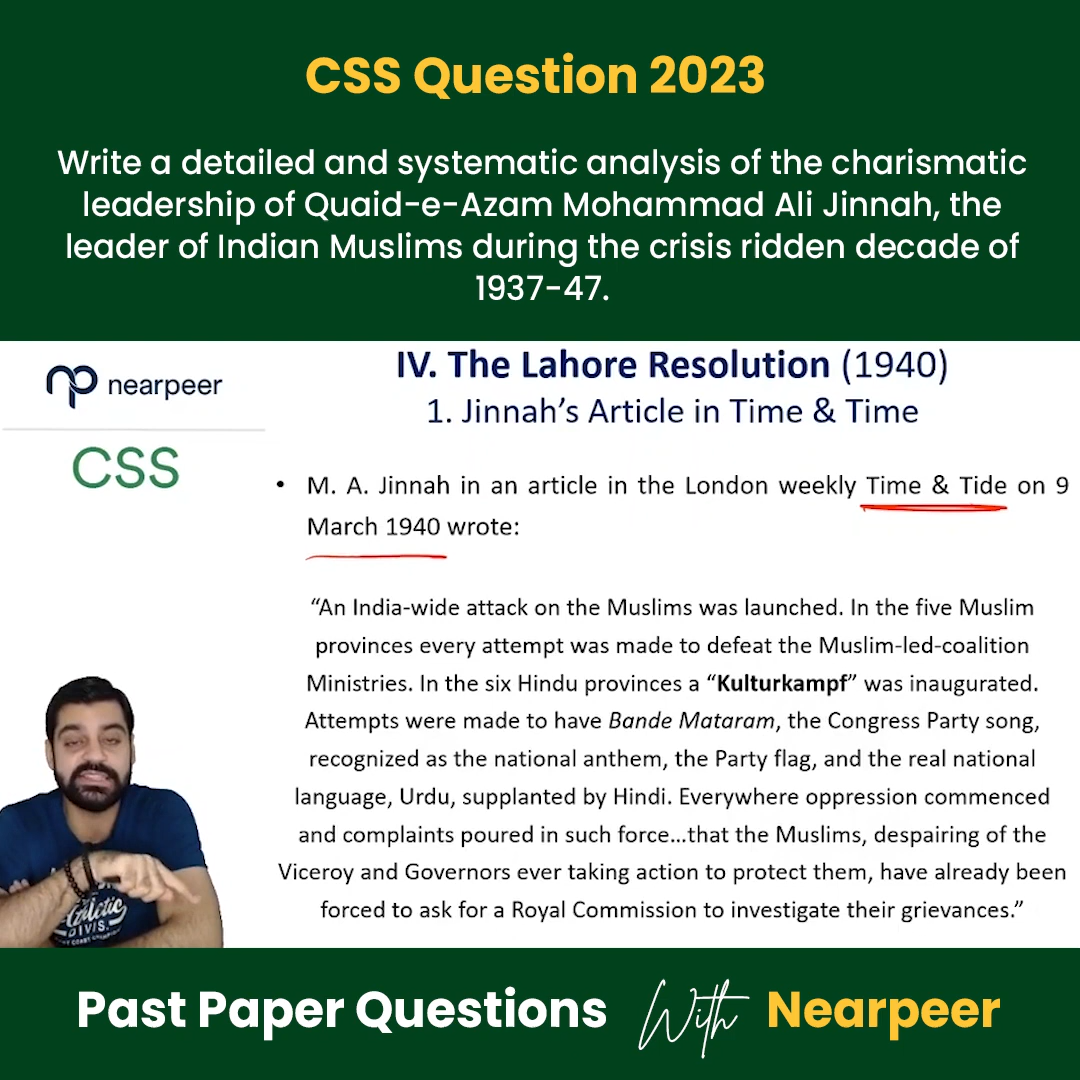 CSS Question 2023
Write a detailed and systematic analysis of the charismatic
leadership of Quaid-e-Azam Mohammad Ali Jinnah, the
leader of Indian Muslims during the crisis ridden decade of
1937-47.
nearpeer
CSS
IV. The Lahore Resolution (1940)
1. Jinnah's Article in Time & Time
• M. A. Jinnah in an article in the London weekly Time & Tide on 9
March 1940 wrote:
“An India-wide attack on the Muslims was launched. In the five Muslim
provinces every attempt was made to defeat the Muslim-led-coalition
Ministries. In the six Hindu provinces a “Kulturkampf” was inaugurated.
Attempts were made to have Bande Mataram, the Congress Party song,
recognized as the national anthem, the Party flag, and the real national
language, Urdu, supplanted by Hindi. Everywhere oppression commenced
and complaints poured in such force...that the Muslims, despairing of the
Viceroy and Governors ever taking action to protect them, have already been
forced to ask for a Royal Commission to investigate their grievances.”
Athletic
DIVIS.
Past Paper Questions With Nearpeer